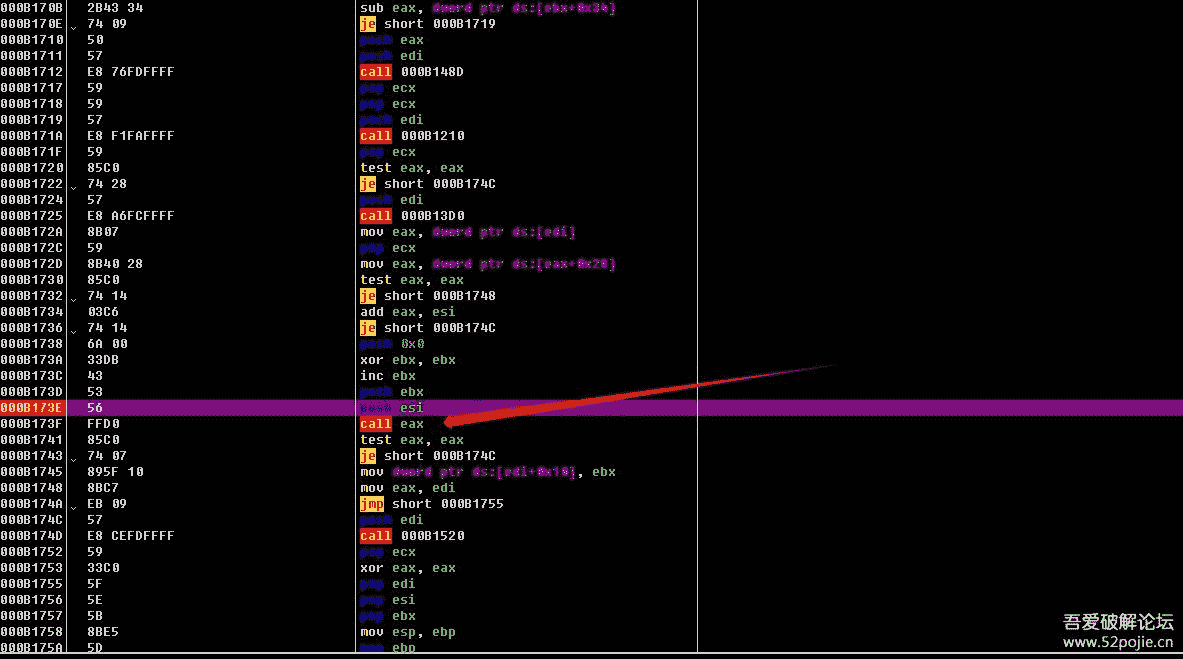 000B170B 2B43 34 sub eax, dword ptr ds:[ebx+0x34]
000B170E 74 09 je short 000B1719
000B1710 50 push eax
000B1711 57 push edi
000B1712 E8 76FDFFFF call 000B148D
000B1717 59 pop ecx
000B1718 59 pop ecx
000B1719 57 push edi
000B171A E8 F1FAFFFF call 000B1210
000B171F 59 pop ecx
000B1720 85C0 test eax, eax
000B1722 74 28 je short 000B174C
000B1724 57 push edi
000B1725 E8 A6FCFFFF call 000B13D0
000B172A 8B07 mov eax, dword ptr ds:[edi]
000B172C 59 pop ecx
000B172D 8B40 28 mov eax, dword ptr ds:[eax+0x28]
000B1730 85C0 test eax, eax
000B1732 74 14 je short 000B1748
000B1734 03C6 add eax, esi
000B1736 74 14 je short 000B174C
000B1738 6A 00 push 0x0
000B173A 33DB xor ebx, ebx
000B173C 43 inc ebx
000B173D 53 push ebx
000B173E 56 push esi
000B173F FFD0 call eax
000B1741 85C0 test eax, eax
000B1743 74 07 je short 000B174C
000B1745 895F 10 mov dword ptr ds:[edi+0x10], ebx
000B1748 8BC7 mov eax, edi
000B174A EB 09 jmp short 000B1755
000B174C 57 push edi
000B174D E8 CEFDFFFF call 000B1520
000B1752 59 pop ecx
000B1753 33C0 xor eax, eax
000B1755 5F pop edi
000B1756 5E pop esi
000B1757 5B pop ebx
000B1758 8BE5 mov esp, ebp
000B175A 5D pop ebp
吾爱破解论坛
www.52pojie.cn